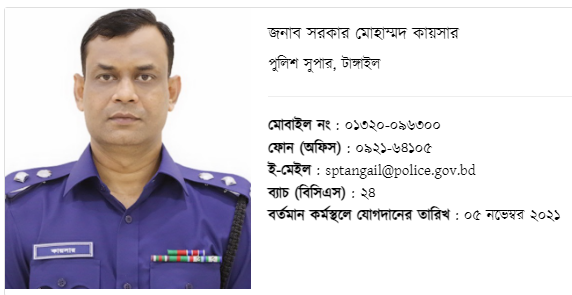 জনাব সরকার মোহাম্মদ কায়সার
পুলিশ সুপার, টাঙ্গাইল
মোবাইল নং : ০১৩২০-০৯৬৩০০
ফোন (অফিস) : ০৯২১-৬৪১০৫
ই-মেইল : sptangail@police.gov.bd
ব্যাচ (বিসিএস) : ২৪
বর্তমান কর্মস্থলে যোগদানের তারিখ : ০৫ নভেম্বর ২০২১
কায়সার